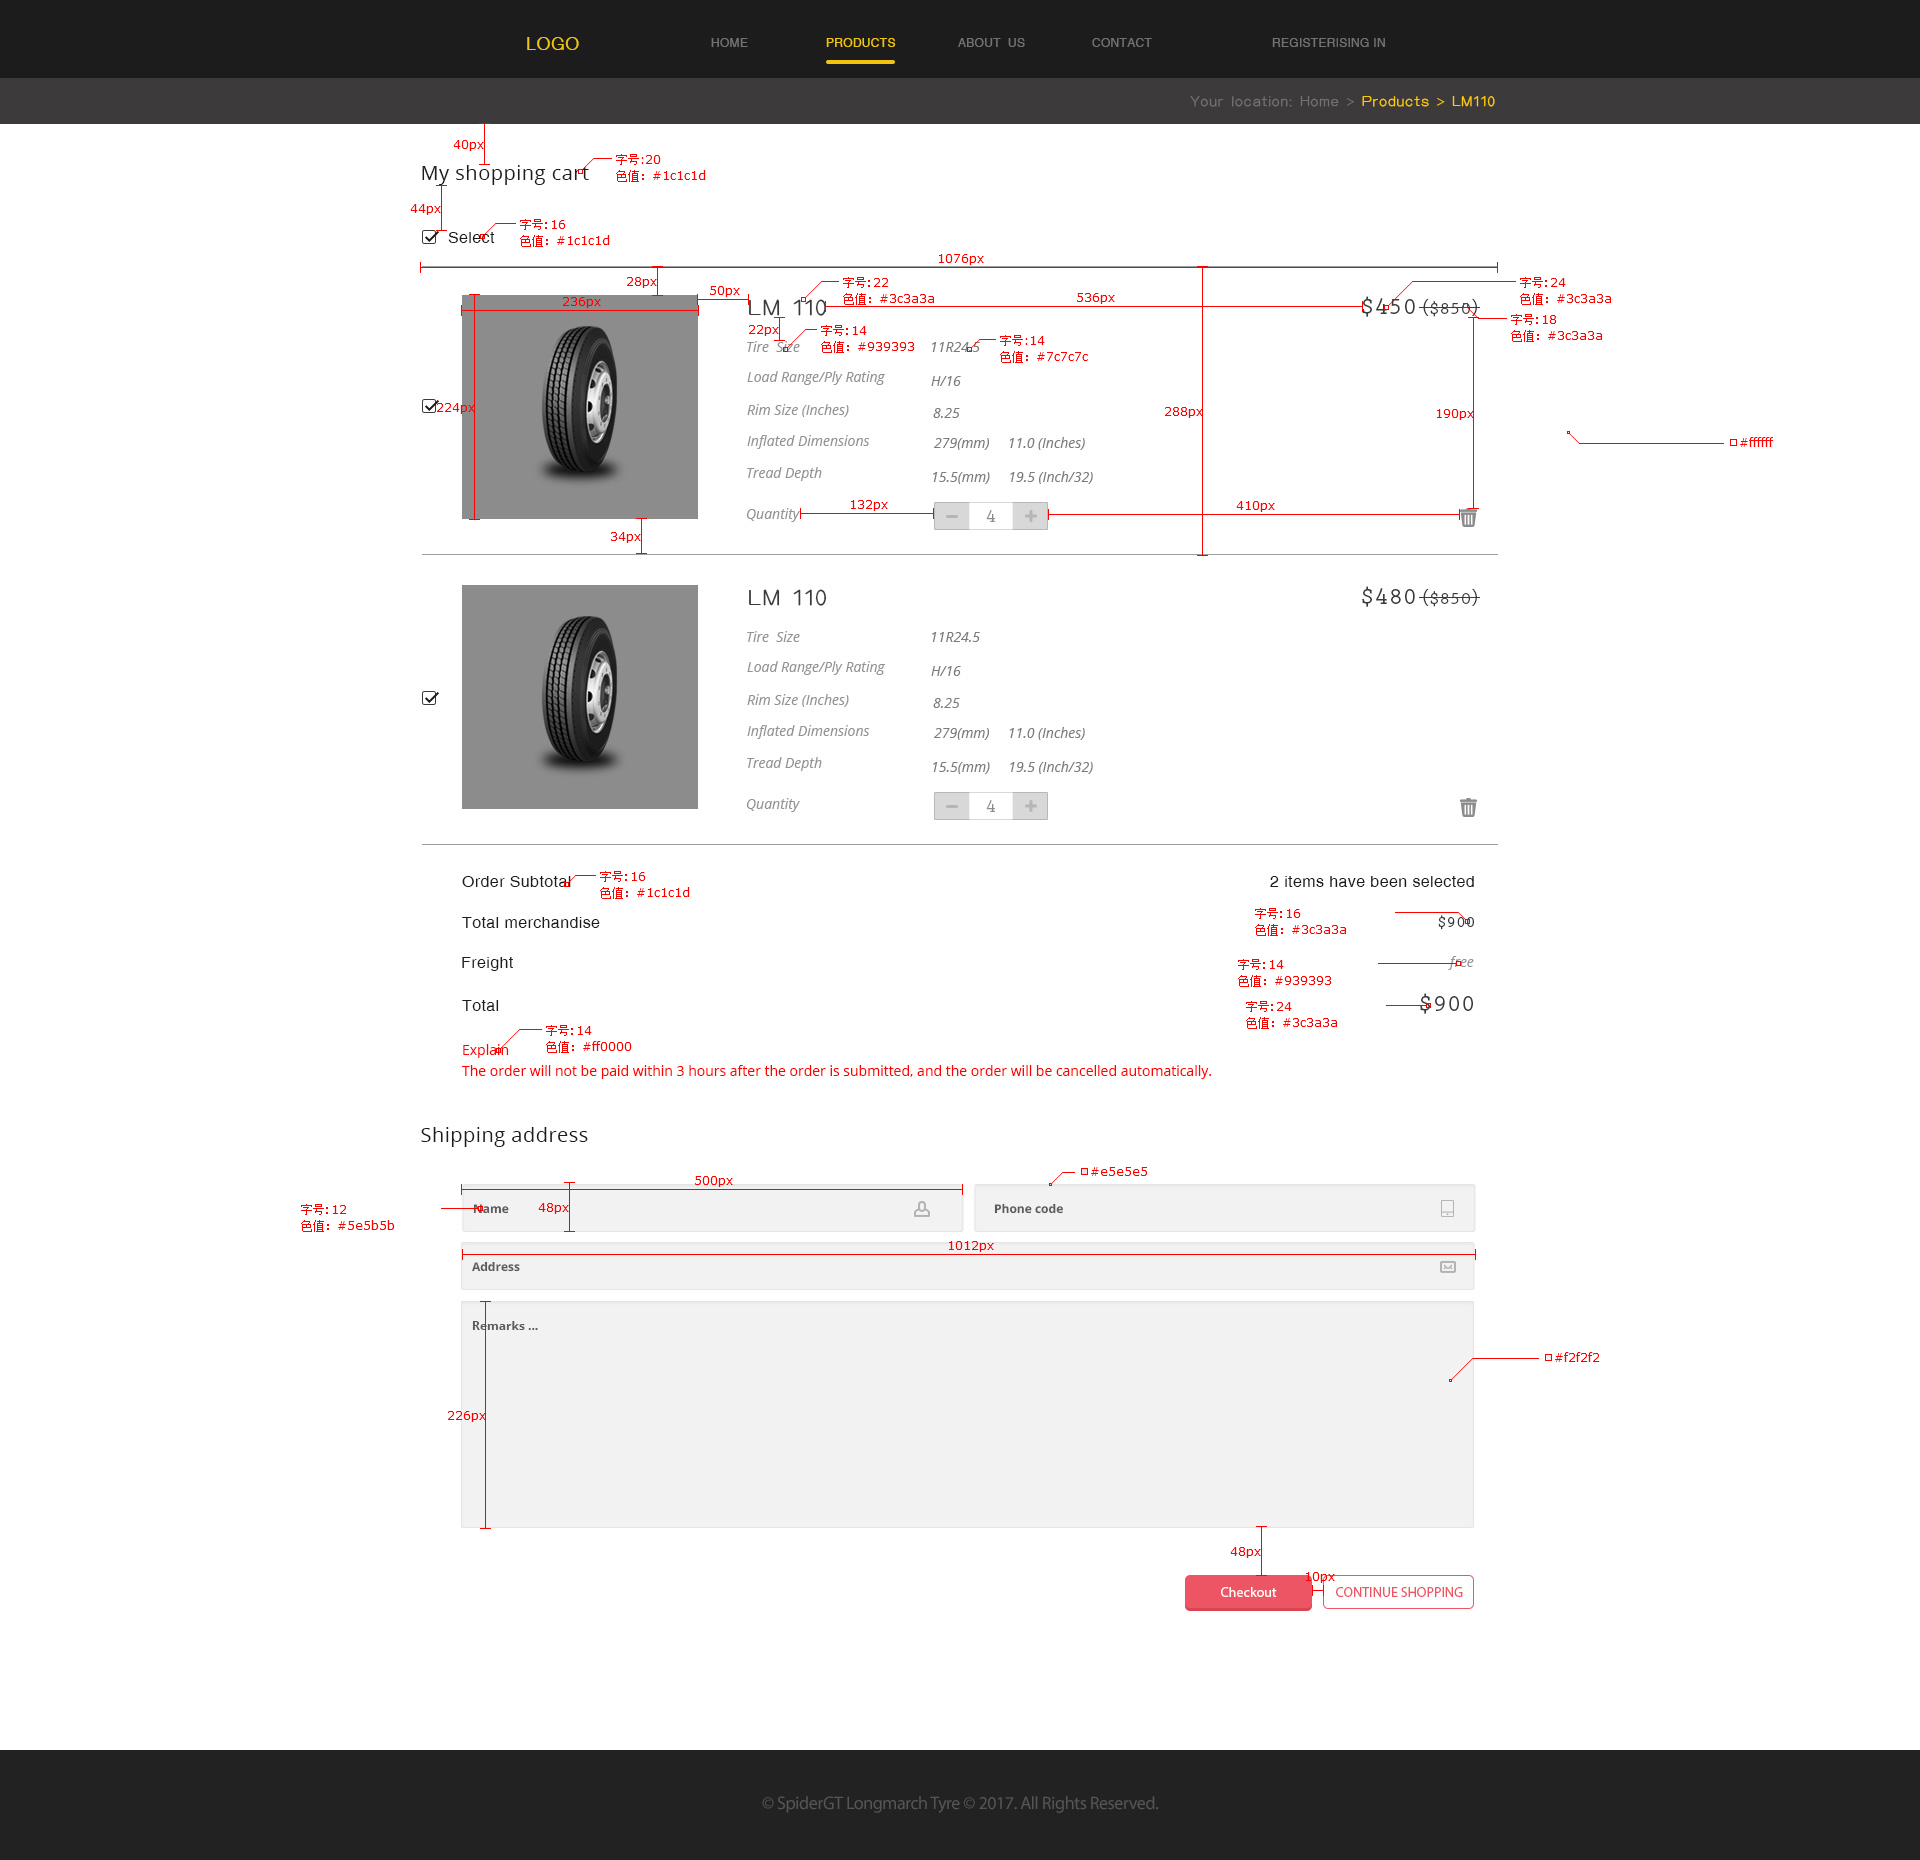 LOGO
HOME
PRODUCTS
ABOUT US
CONTACT
REGISTERISING IN
Your location: Home > Products > LM110
40px
My shopping cart
字号:20
色值: #1c1c1d
44px
Select
字号:16
色值: #1c1c1d
1076px
28px
236px
50px
LM 110
字号:22
色值: #3c3a3a
536px
$450 ($850)
字号:24
色值: #3c3a3a
字号:18
色值: #3c3a3a
22px
Tire Size
字号:14
色值: #939393
11R24.5
字号:14
色值: #7c7c7c
Load Range/Ply Rating
H/16
224px
Rim Size (Inches)
8.25
288px
190px
Inflated Dimensions
279(mm) 11.0 (Inches)
#ffffff
Tread Depth
15.5(mm) 19.5 (Inch/32)
Quantity
132px
4
410px
34px
LM 110
$480 ($850)
Tire Size
11R24.5
Load Range/Ply Rating
H/16
Rim Size (Inches)
8.25
Inflated Dimensions
279(mm) 11.0 (Inches)
Tread Depth
15.5(mm) 19.5 (Inch/32)
Quantity
4
Order Subtotal
字号:16
色值: #1c1c1d
2 items have been selected
Total merchandise
字号:16
色值: #3c3a3a
$900
Freight
字号:14
色值: #939393
free
Total
字号:24
色值: #3c3a3a
$900
Explain
字号:14
色值: #ff0000
The order will not be paid within 3 hours after the order is submitted, and the order will be cancelled automatically.
Shipping address
500px
#e5e5e5
字号:12
色值: #5e5b5b
Name
48px
Phone code
1012px
Address
Remarks ...
#f2f2f2
226px
48px
10px
Checkout
CONTINUE SHOPPING
© SpiderGT Longmarch Tyre © 2017. All Rights Reserved.